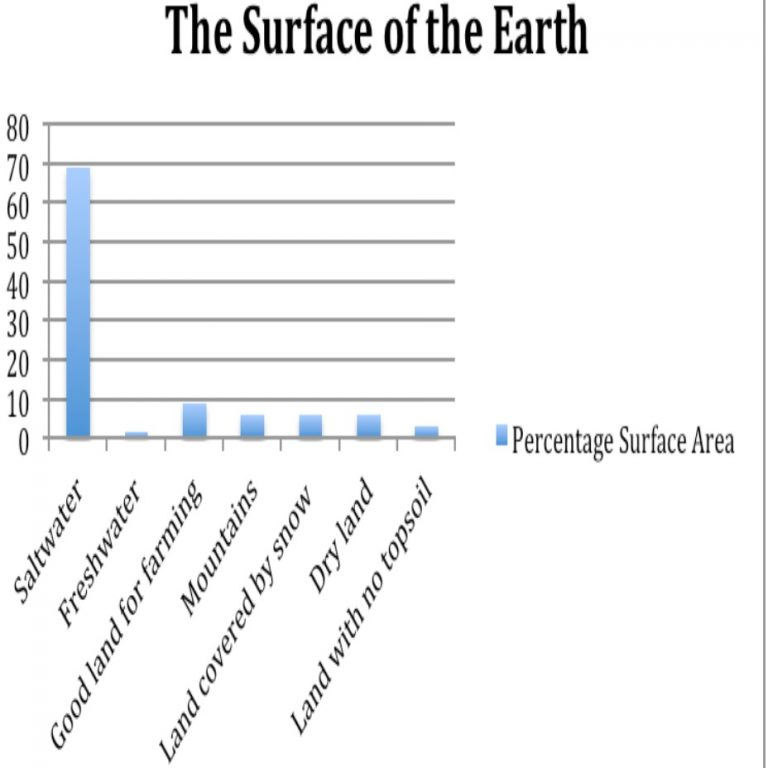 The Surface of the Earth
80
70
60
50
40
30
20
10
0
Percentage Surface Area
Saltwater
Freshwater
Good land for farming
Mountains
Land covered by snow
Dry land
Land with no topsoil